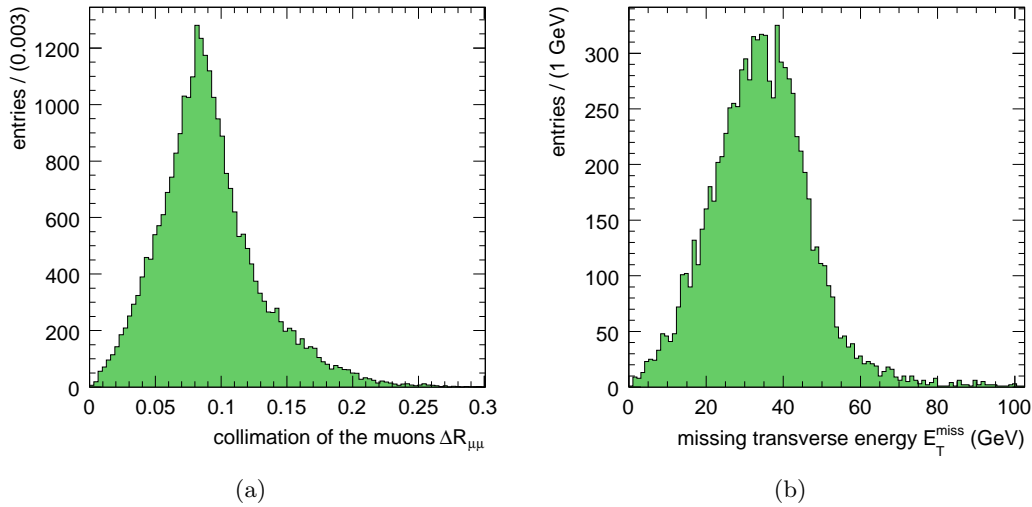 entries / (0.003)
1200
1000
800
600
400
200
0
0 0.05 0.1 0.15 0.2 0.25 0.3
collimation of the muons ΔR_μμ
(a)
entries / (1 GeV)
300
250
200
150
100
50
0
0 20 40 60 80 100
missing transverse energy E_T^miss (GeV)
(b)